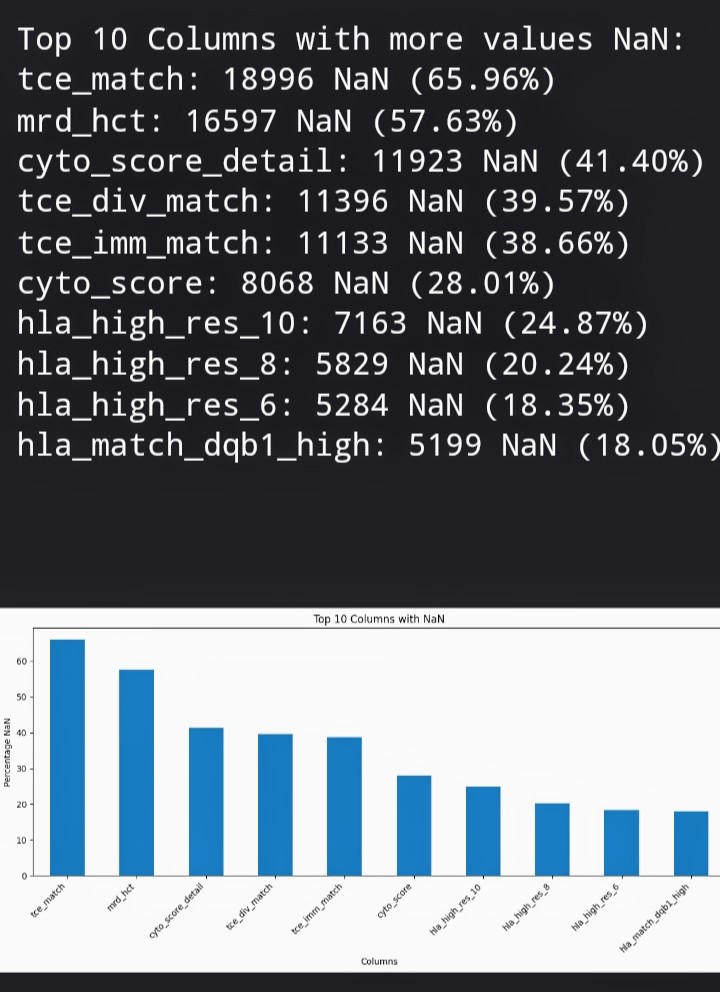 Top 10 Columns with more values NaN:
tce_match: 18996 NaN (65.96%)
mrd_hct: 16597 NaN (57.63%)
cyto_score_detail: 11923 NaN (41.40%)
tce_div_match: 11396 NaN (39.57%)
tce_imm_match: 11133 NaN (38.66%)
cyto_score: 8068 NaN (28.01%)
hla_high_res_10: 7163 NaN (24.87%)
hla_high_res_8: 5829 NaN (20.24%)
hla_high_res_6: 5284 NaN (18.35%)
hla_match_dqb1_high: 5199 NaN (18.05%)
Top 10 Columns with NaN
Percentage NaN
60
50
40
30
20
10
0
tce_match
mrd_hct
cyto_score_detail
tce_div_match
tce_imm_match
cyto_score
hla_high_res_10
hla_high_res_8
hla_high_res_6
hla_match_dqb1_high
Columns